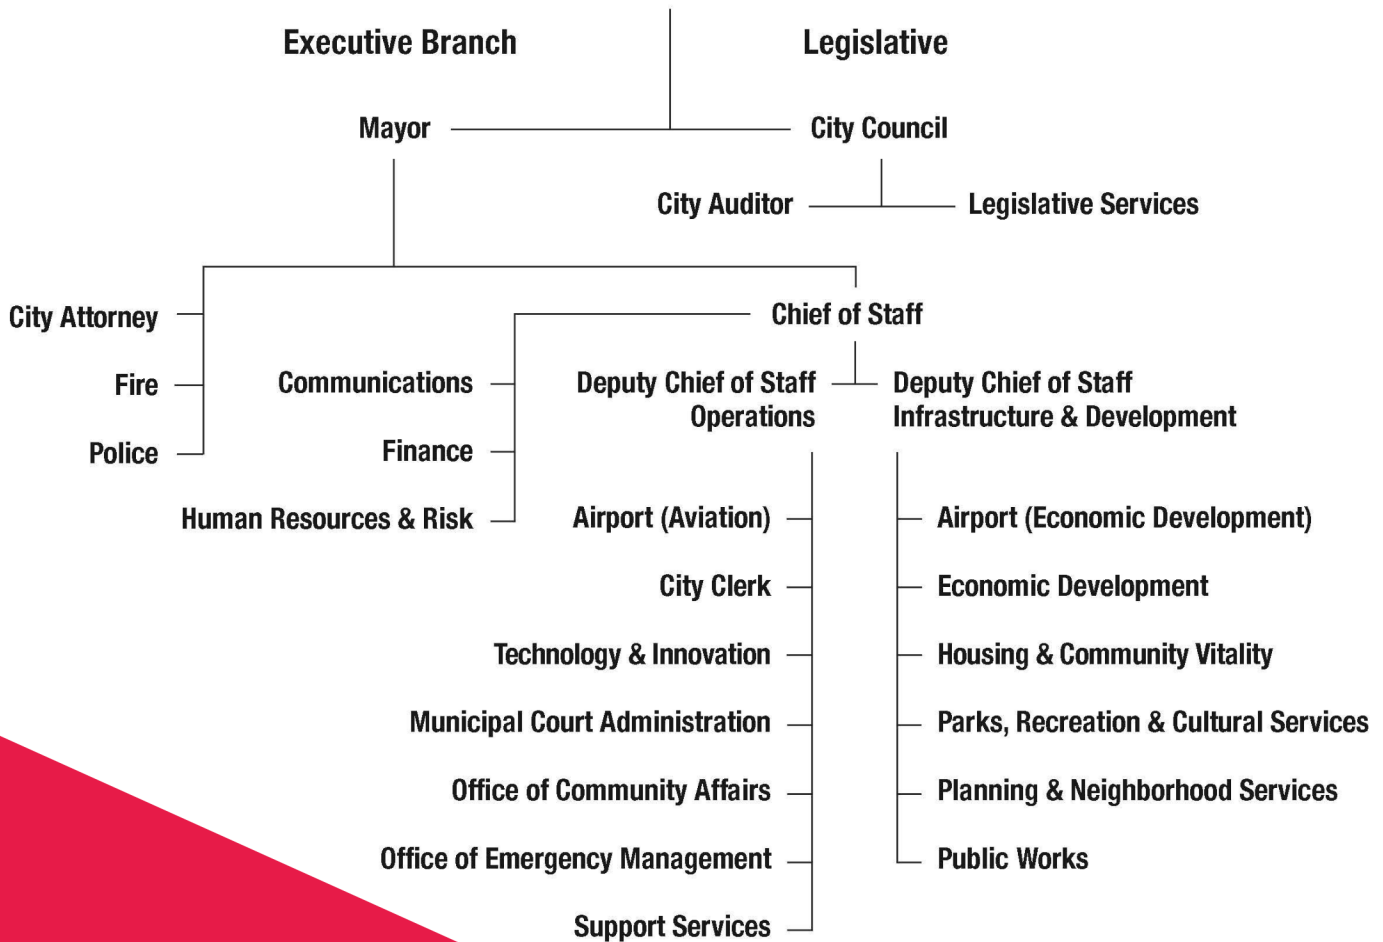 Executive Branch
Legislative
Mayor
City Council
City Auditor
Legislative Services
City Attorney
Fire
Police
Chief of Staff
Communications
Finance
Human Resources & Risk
Deputy Chief of Staff
Operations
Airport (Aviation)
City Clerk
Technology & Innovation
Municipal Court Administration
Office of Community Affairs
Office of Emergency Management
Support Services
Deputy Chief of Staff
Infrastructure & Development
Airport (Economic Development)
Economic Development
Housing & Community Vitality
Parks, Recreation & Cultural Services
Planning & Neighborhood Services
Public Works